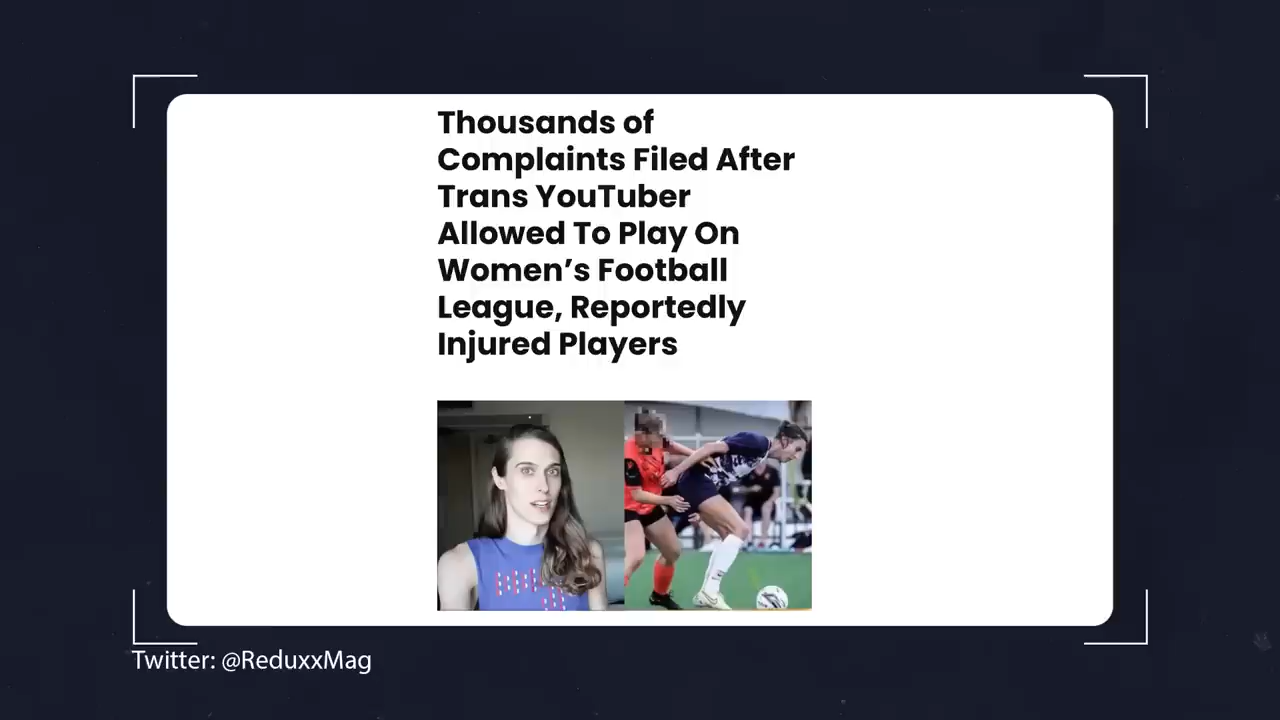 Thousands of
Complaints Filed After
Trans YouTuber
Allowed To Play On
Women’s Football
League, Reportedly
Injured Players
Twitter: @ReduxxMag